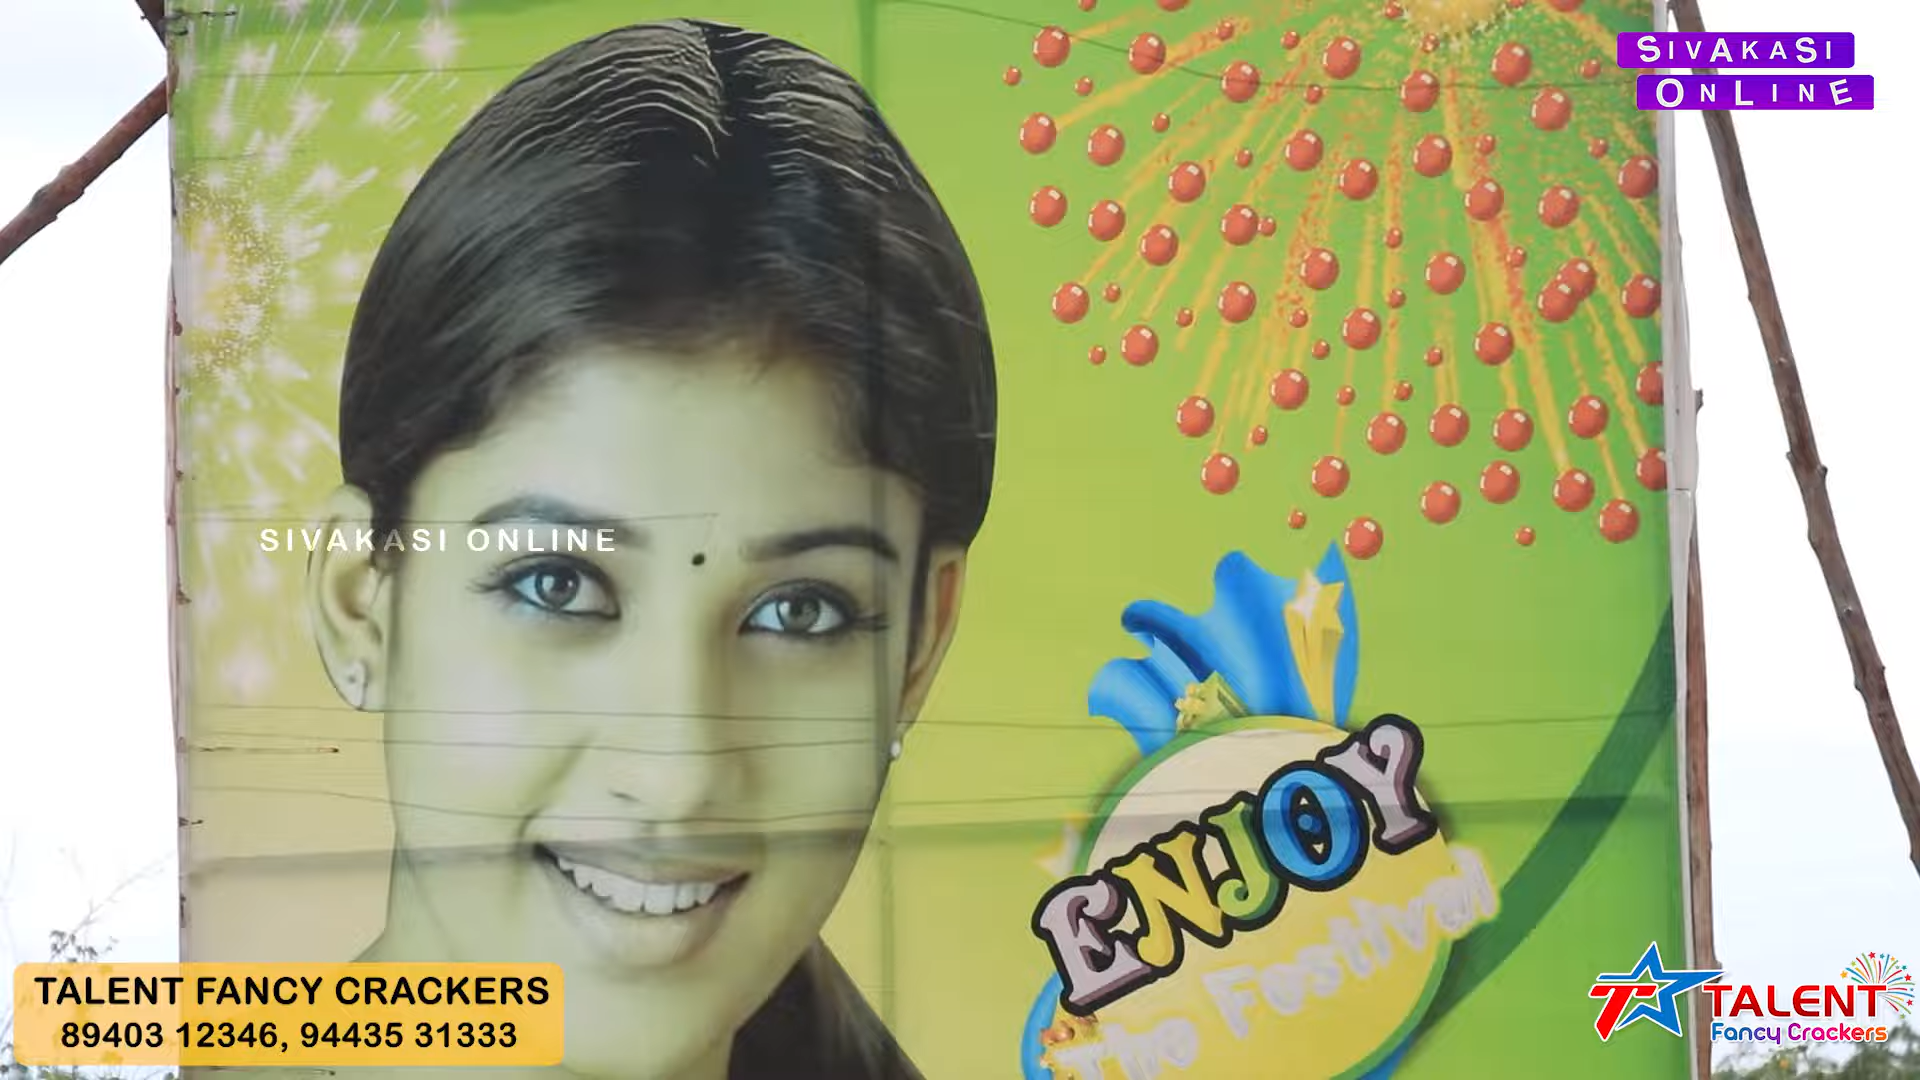 SIVAKASI
ONLINE
SIVAKASI ONLINE
ENJOY
The Festival
TALENT FANCY CRACKERS
89403 12346, 94435 31333
TALENT
Fancy Crackers